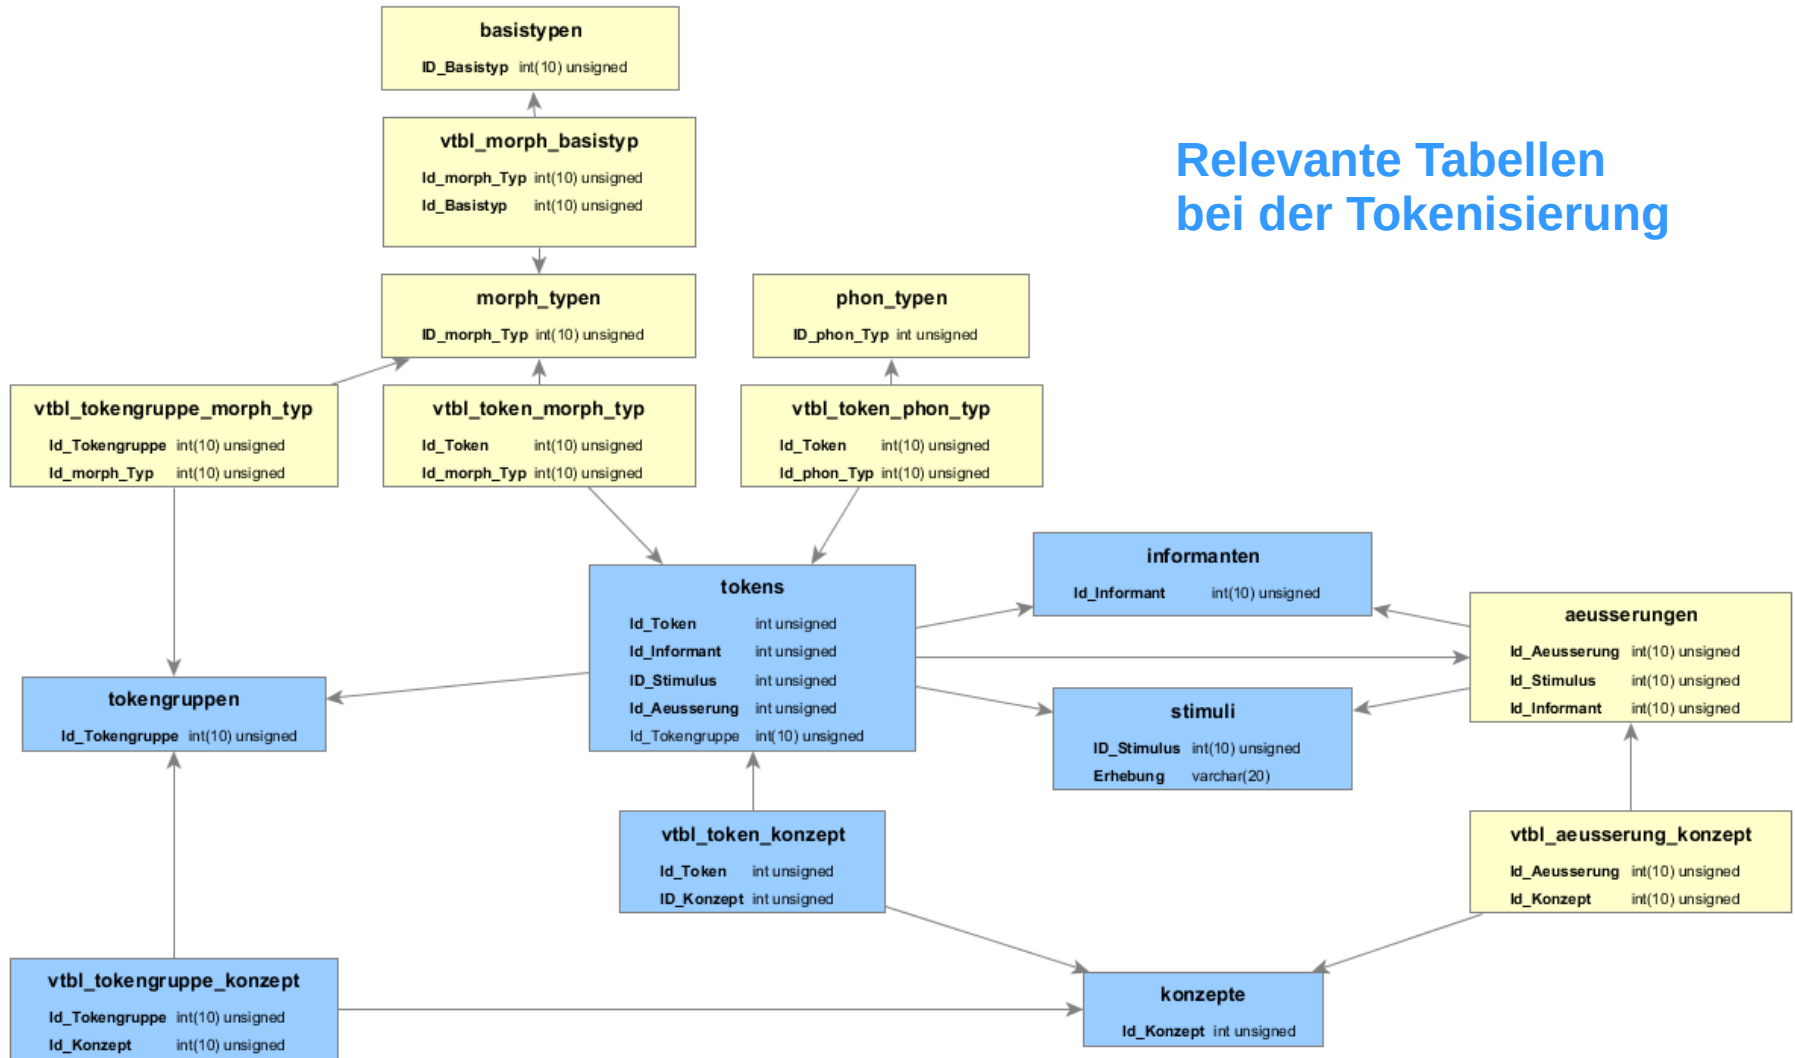 basistypen
ID_Basistyp int(10) unsigned
vtbl_morph_basistyp
Id_morph_Typ int(10) unsigned
Id_Basistyp int(10) unsigned
Relevante Tabellen
bei der Tokenisierung
morph_typen
ID_morph_Typ int(10) unsigned
phon_typen
ID_phon_Typ int unsigned
vtbl_tokengruppe_morph_typ
Id_Tokengruppe int(10) unsigned
Id_morph_Typ int(10) unsigned
vtbl_token_morph_typ
Id_Token int(10) unsigned
Id_morph_Typ int(10) unsigned
vtbl_token_phon_typ
Id_Token int(10) unsigned
Id_phon_Typ int(10) unsigned
informanten
Id_Informant int(10) unsigned
tokens
Id_Token int unsigned
Id_Informant int unsigned
ID_Stimulus int unsigned
Id_Aeusserung int unsigned
Id_Tokengruppe int(10) unsigned
aeusserungen
Id_Aeusserung int(10) unsigned
Id_Stimulus int(10) unsigned
Id_Informant int(10) unsigned
tokengruppen
Id_Tokengruppe int(10) unsigned
stimuli
ID_Stimulus int(10) unsigned
Erhebung varchar(20)
vtbl_token_konzept
Id_Token int unsigned
ID_Konzept int unsigned
vtbl_aeusserung_konzept
Id_Aeusserung int(10) unsigned
Id_Konzept int(10) unsigned
vtbl_tokengruppe_konzept
Id_Tokengruppe int(10) unsigned
Id_Konzept int(10) unsigned
konzepte
Id_Konzept int unsigned